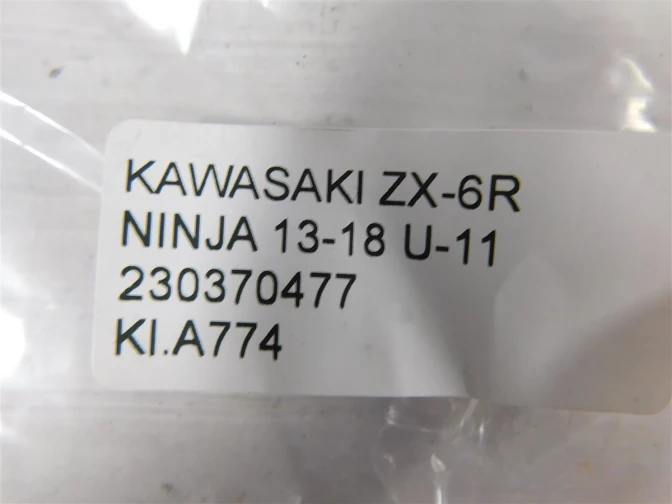 KAWASAKI ZX-6R
NINJA 13-18 U-11
230370477
KI.A774